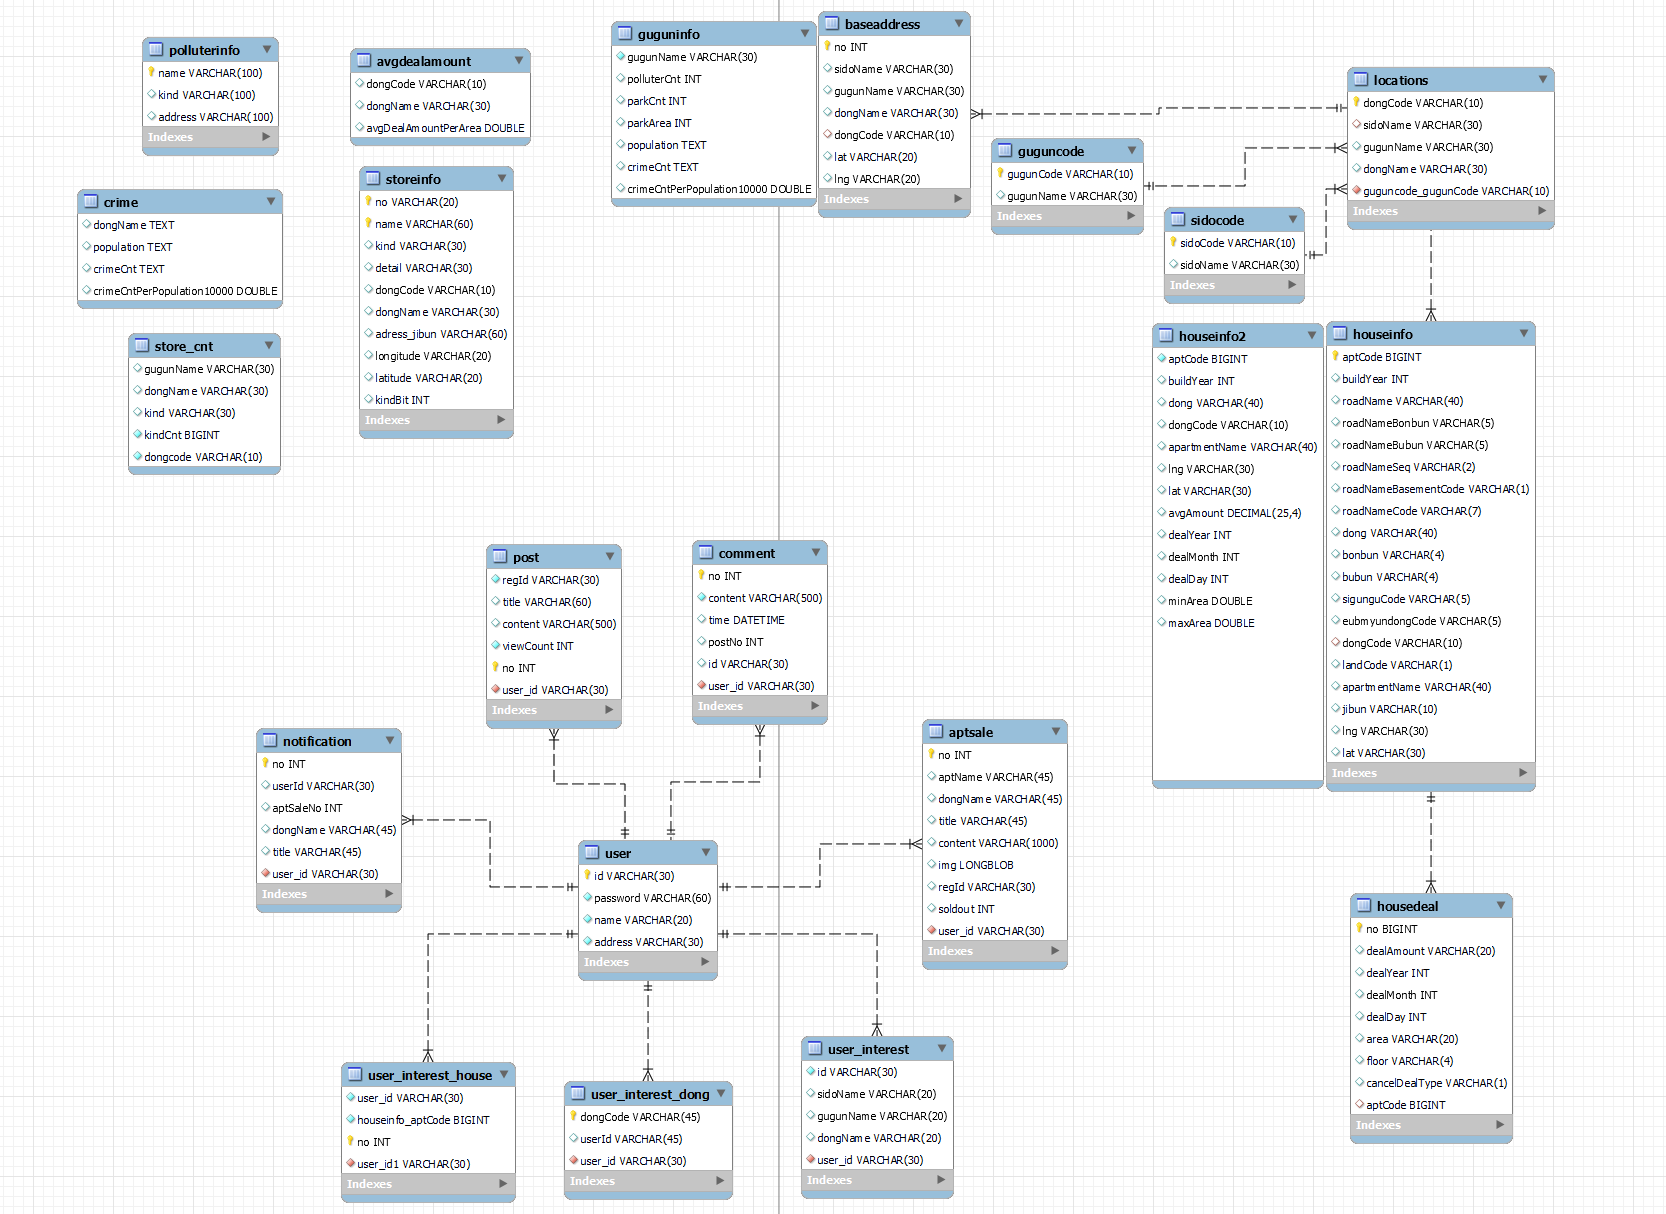 polluterinfo
name VARCHAR(100)
kind VARCHAR(100)
address VARCHAR(100)
Indexes
avgdealamount
dongCode VARCHAR(10)
dongName VARCHAR(30)
avgDealAmountPerArea DOUBLE
guguninfo
gugunName VARCHAR(30)
polluterCnt INT
parkCnt INT
parkArea INT
population TEXT
crimeCnt TEXT
crimeCntPerPopulation10000 DOUBLE
baseaddress
no INT
sidoName VARCHAR(30)
gugunName VARCHAR(30)
dongName VARCHAR(30)
dongCode VARCHAR(10)
lat VARCHAR(20)
lng VARCHAR(20)
Indexes
locations
dongCode VARCHAR(10)
sidoName VARCHAR(30)
gugunName VARCHAR(30)
dongName VARCHAR(30)
guguncode_gugunCode VARCHAR(10)
Indexes
guguncode
gugunCode VARCHAR(10)
gugunName VARCHAR(30)
Indexes
sidocode
sidoCode VARCHAR(10)
sidoName VARCHAR(30)
Indexes
crime
dongName TEXT
population TEXT
crimeCnt TEXT
crimeCntPerPopulation10000 DOUBLE
storeinfo
no VARCHAR(20)
name VARCHAR(60)
kind VARCHAR(30)
detail VARCHAR(30)
dongCode VARCHAR(10)
dongName VARCHAR(30)
adress_jibun VARCHAR(60)
longitude VARCHAR(20)
latitude VARCHAR(20)
kindBit INT
Indexes
store_cnt
gugunName VARCHAR(30)
dongName VARCHAR(30)
kind VARCHAR(30)
kindCnt BIGINT
dongcode VARCHAR(10)
houseinfo2
aptCode BIGINT
buildYear INT
dong VARCHAR(40)
dongCode VARCHAR(10)
apartmentName VARCHAR(40)
lng VARCHAR(30)
lat VARCHAR(30)
avgAmount DECIMAL(25,4)
dealYear INT
dealMonth INT
dealDay INT
minArea DOUBLE
maxArea DOUBLE
houseinfo
aptCode BIGINT
buildYear INT
roadName VARCHAR(40)
roadNameBonbun VARCHAR(5)
roadNameBubun VARCHAR(5)
roadNameSeq VARCHAR(2)
roadNameBasementCode VARCHAR(1)
roadNameCode VARCHAR(7)
dong VARCHAR(40)
bonbun VARCHAR(4)
bubun VARCHAR(4)
sigunguCode VARCHAR(5)
eubmyundongCode VARCHAR(5)
dongCode VARCHAR(10)
landCode VARCHAR(1)
apartmentName VARCHAR(40)
jibun VARCHAR(10)
lng VARCHAR(30)
lat VARCHAR(30)
Indexes
post
regId VARCHAR(30)
title VARCHAR(60)
content VARCHAR(500)
viewCount INT
no INT
user_id VARCHAR(30)
Indexes
comment
no INT
content VARCHAR(500)
time DATETIME
postNo INT
id VARCHAR(30)
user_id VARCHAR(30)
Indexes
notification
no INT
userId VARCHAR(30)
aptSaleNo INT
dongName VARCHAR(45)
title VARCHAR(45)
user_id VARCHAR(30)
Indexes
aptsale
no INT
aptName VARCHAR(45)
dongName VARCHAR(45)
title VARCHAR(45)
content VARCHAR(1000)
img LONGBLOB
regId VARCHAR(30)
soldout INT
user_id VARCHAR(30)
Indexes
user
id VARCHAR(30)
password VARCHAR(60)
name VARCHAR(20)
address VARCHAR(30)
Indexes
housedeal
no BIGINT
dealAmount VARCHAR(20)
dealYear INT
dealMonth INT
dealDay INT
area VARCHAR(20)
floor VARCHAR(4)
cancelDealType VARCHAR(1)
aptCode BIGINT
Indexes
user_interest_house
user_id VARCHAR(30)
houseinfo_aptCode BIGINT
no INT
user_id1 VARCHAR(30)
Indexes
user_interest_dong
dongCode VARCHAR(45)
userId VARCHAR(45)
user_id VARCHAR(30)
Indexes
user_interest
id VARCHAR(30)
sidoName VARCHAR(20)
gugunName VARCHAR(20)
dongName VARCHAR(20)
user_id VARCHAR(30)
Indexes